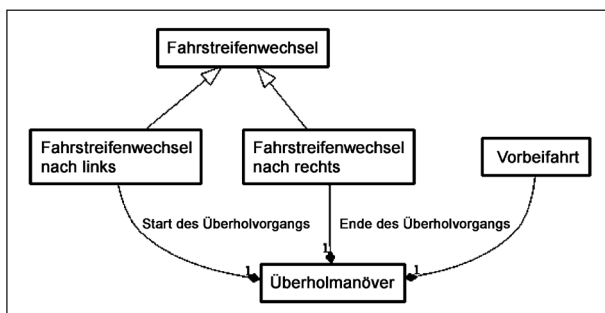 Fahrstreifenwechsel
Fahrstreifenwechsel
nach links
Fahrstreifenwechsel
nach rechts
Vorbeifahrt
Start des Überholvorgangs
Ende des Überholvorgangs
1
1
1
Überholmanöver